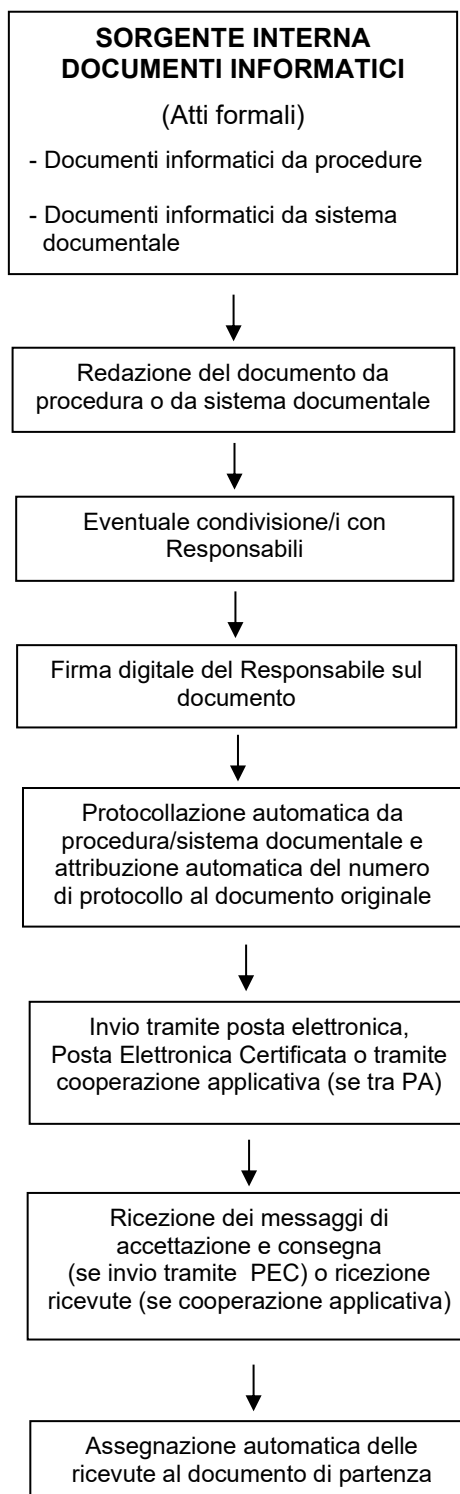 SORGENTE INTERNA
DOCUMENTI INFORMATICI
(Atti formali)
- Documenti informatici da procedure
- Documenti informatici da sistema
documentale
Redazione del documento da
procedura o da sistema documentale
Eventuale condivisione/i con
Responsabili
Firma digitale del Responsabile sul
documento
Protocollazione automatica da
procedura/sistema documentale e
attribuzione automatica del numero
di protocollo al documento originale
Invio tramite posta elettronica,
Posta Elettronica Certificata o tramite
cooperazione applicativa (se tra PA)
Ricezione dei messaggi di
accettazione e consegna
(se invio tramite PEC) o ricezione
ricevute (se cooperazione applicativa)
Assegnazione automatica delle
ricevute al documento di partenza